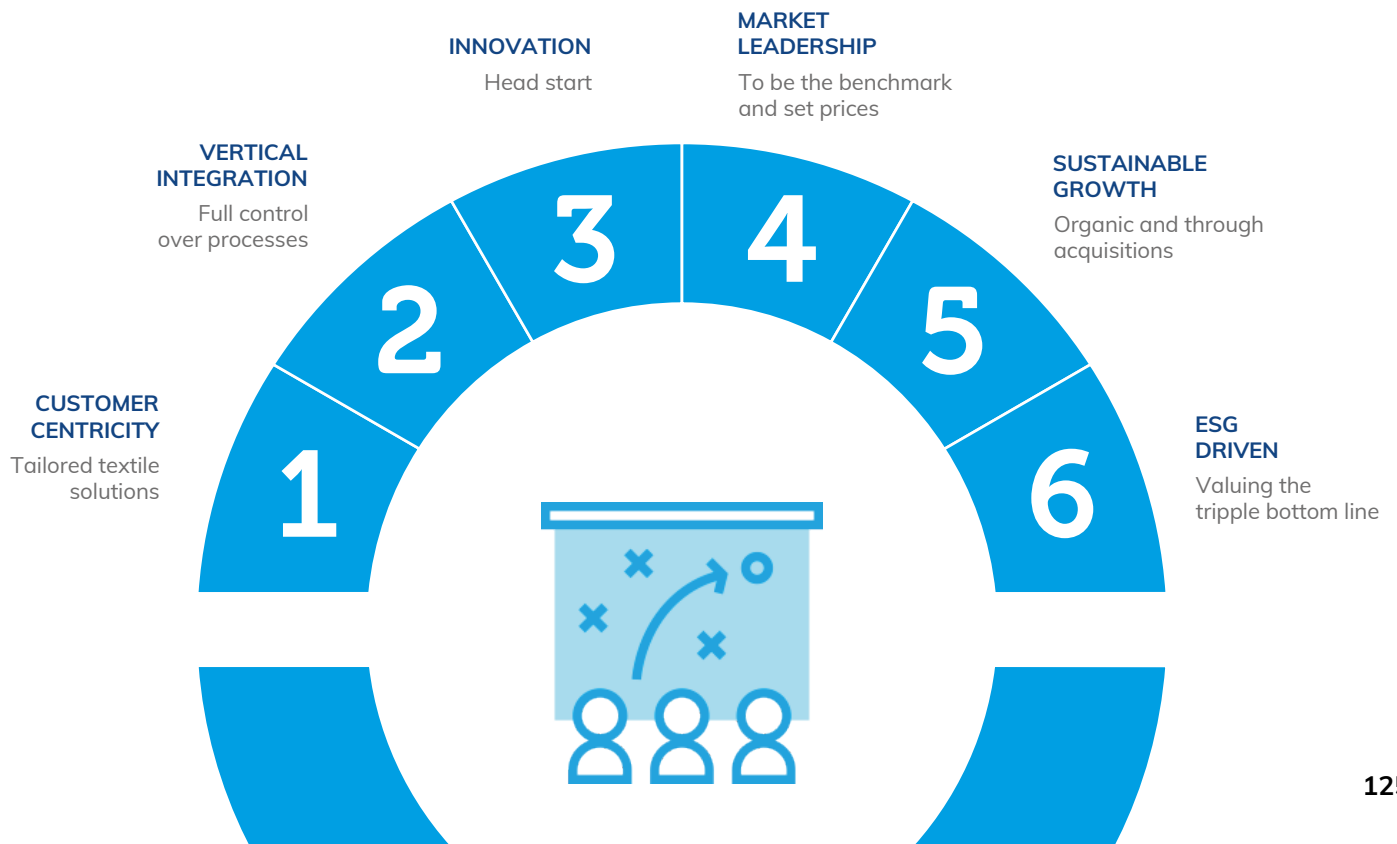 CUSTOMER
CENTRICITY
Tailored textile
solutions
1
VERTICAL
INTEGRATION
Full control
over processes
2
INNOVATION
Head start
3
MARKET
LEADERSHIP
To be the benchmark
and set prices
4
SUSTAINABLE
GROWTH
Organic and through
acquisitions
5
ESG
DRIVEN
Valuing the
tripple bottom line
6